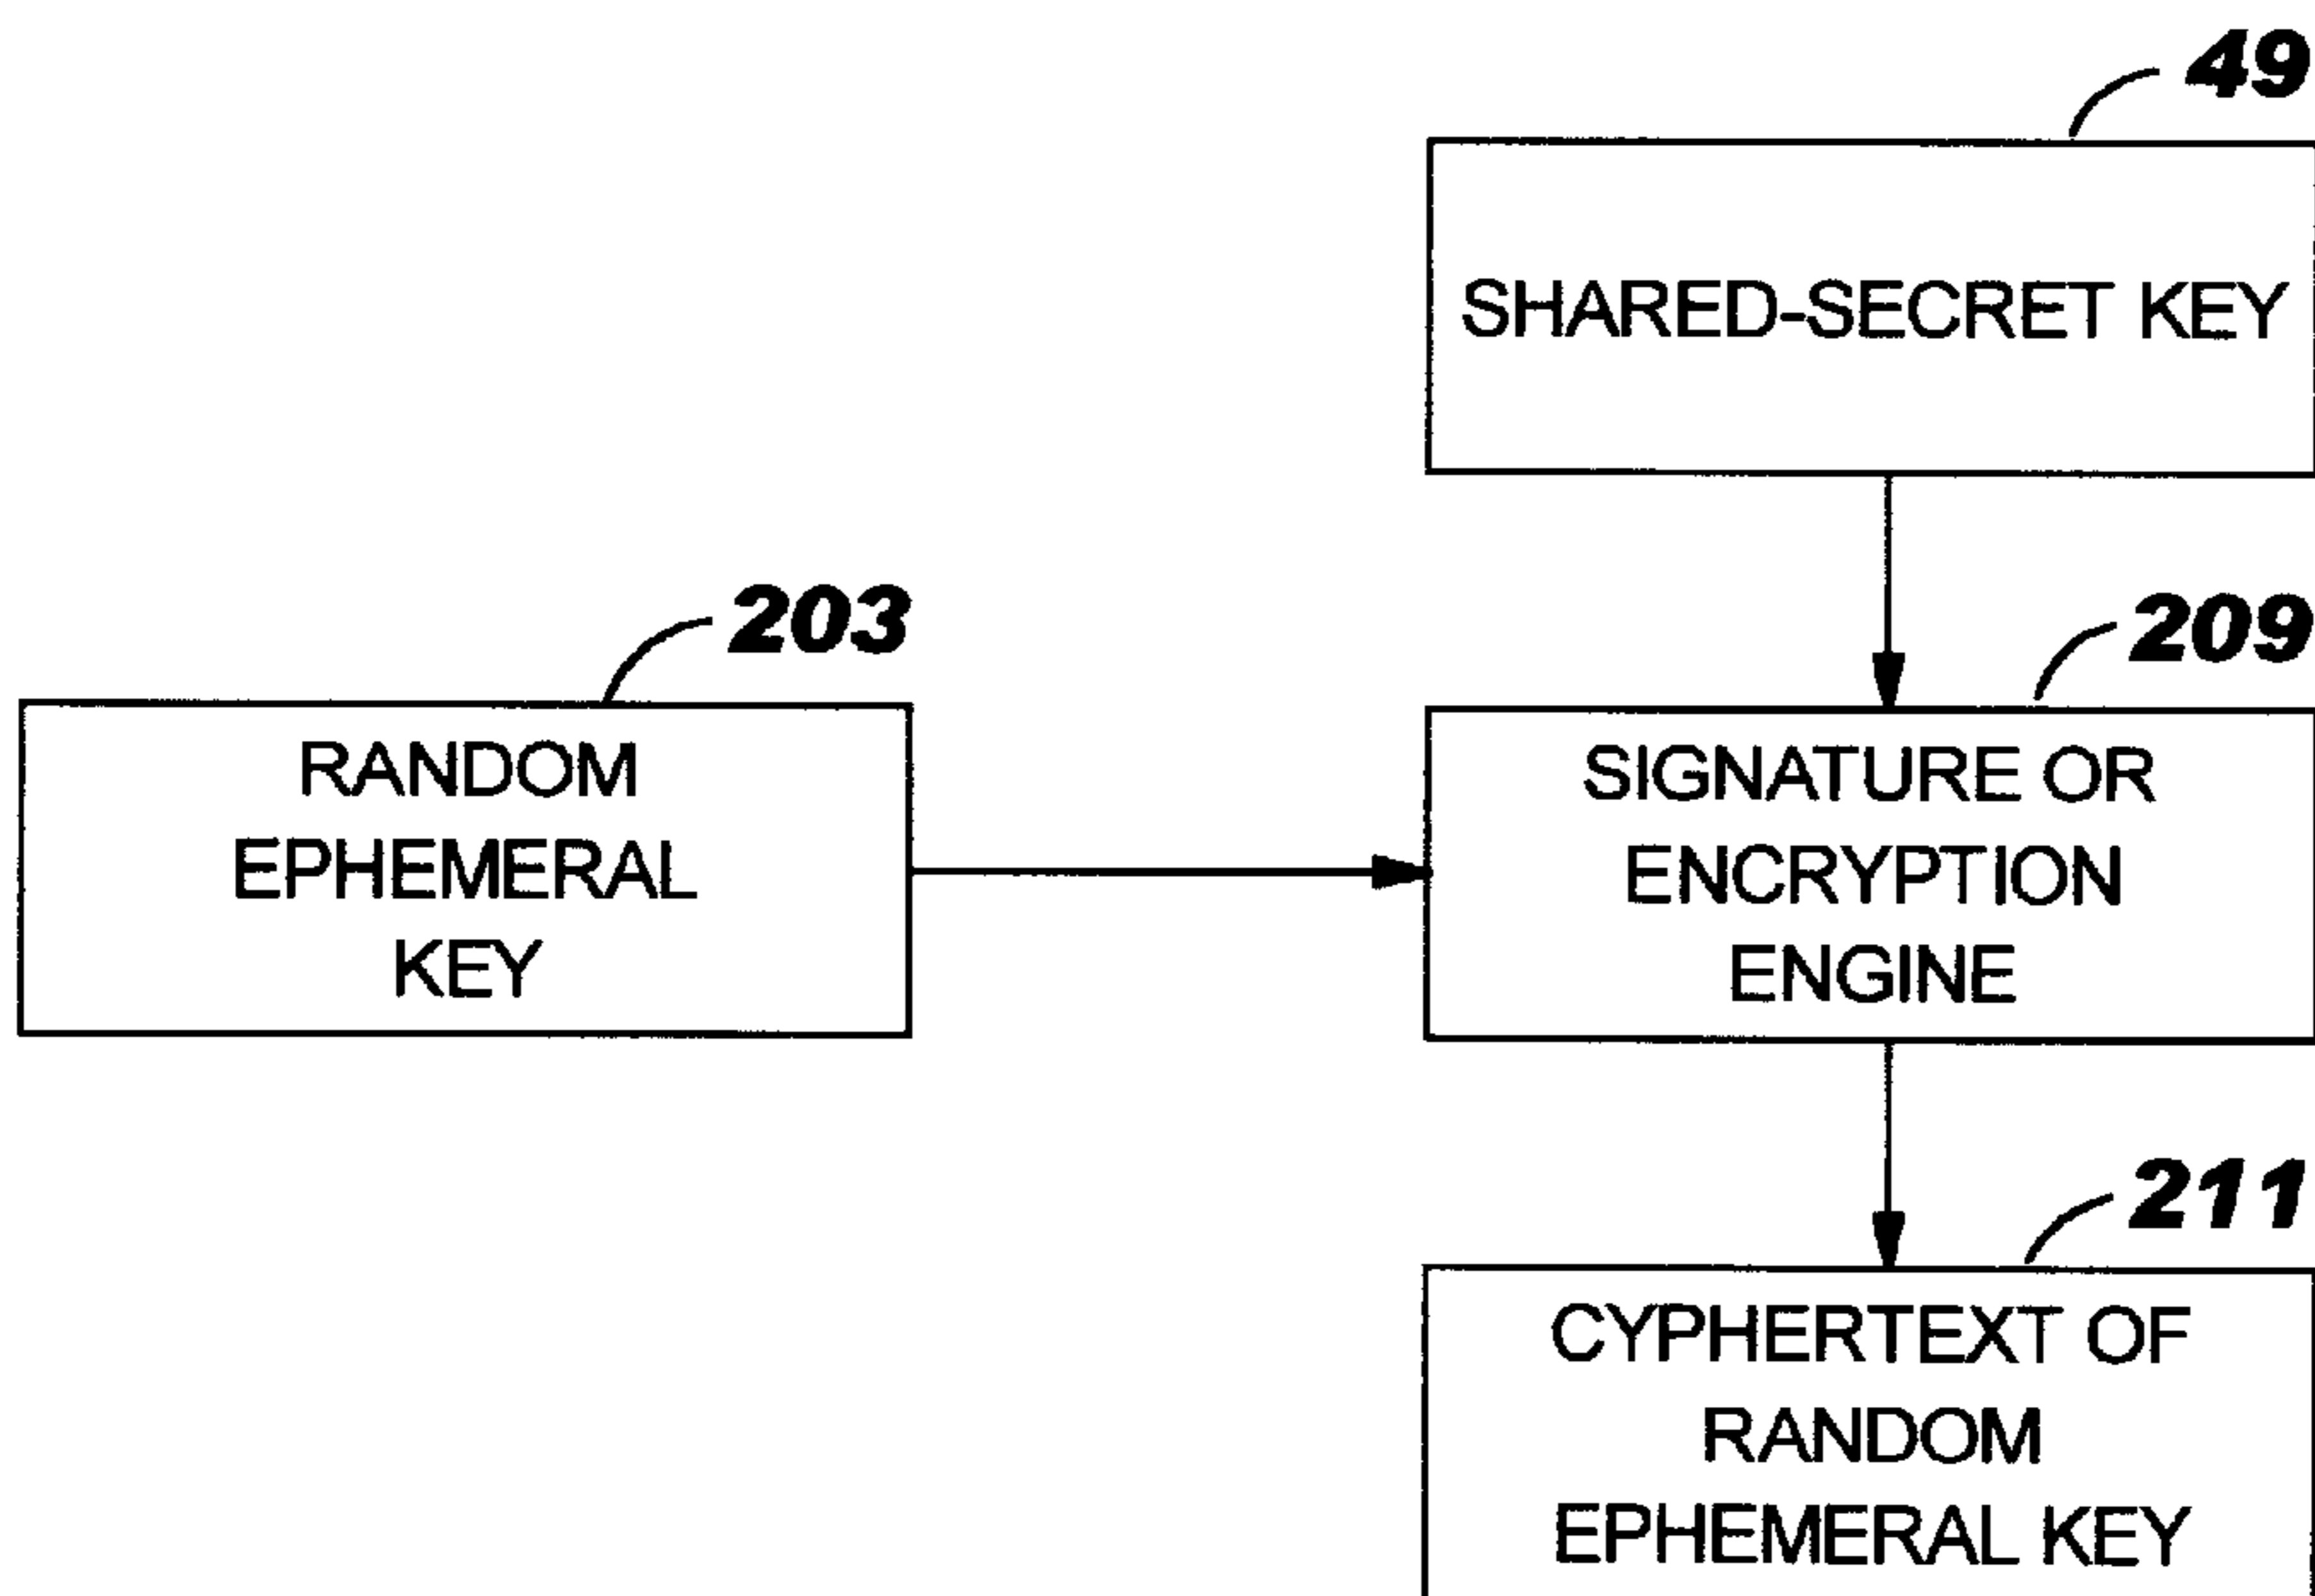 49
SHARED-SECRET KEY
203
RANDOM
EPHEMERAL
KEY
209
SIGNATURE OR
ENCRYPTION
ENGINE
211
CYPHERTEXT OF
RANDOM
EPHEMERAL KEY